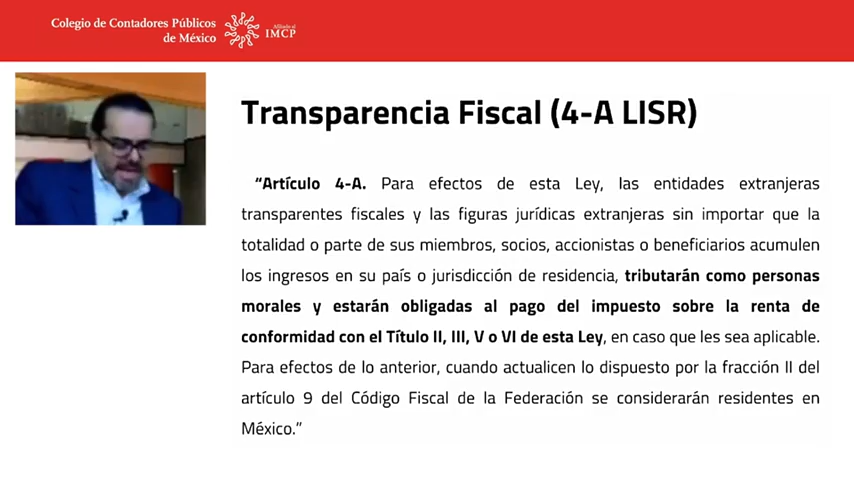 Colegio de Contadores Públicos
de México
Afiliado al
IMCP
Transparencia Fiscal (4-A LISR)
“Artículo 4-A. Para efectos de esta Ley, las entidades extranjeras
transparentes fiscales y las figuras jurídicas extranjeras sin importar que la
totalidad o parte de sus miembros, socios, accionistas o beneficiarios acumulen
los ingresos en su país o jurisdicción de residencia, tributarán como personas
morales y estarán obligadas al pago del impuesto sobre la renta de
conformidad con el Título II, III, V o VI de esta Ley, en caso que les sea aplicable.
Para efectos de lo anterior, cuando actualicen lo dispuesto por la fracción II del
artículo 9 del Código Fiscal de la Federación se considerarán residentes en
México.”